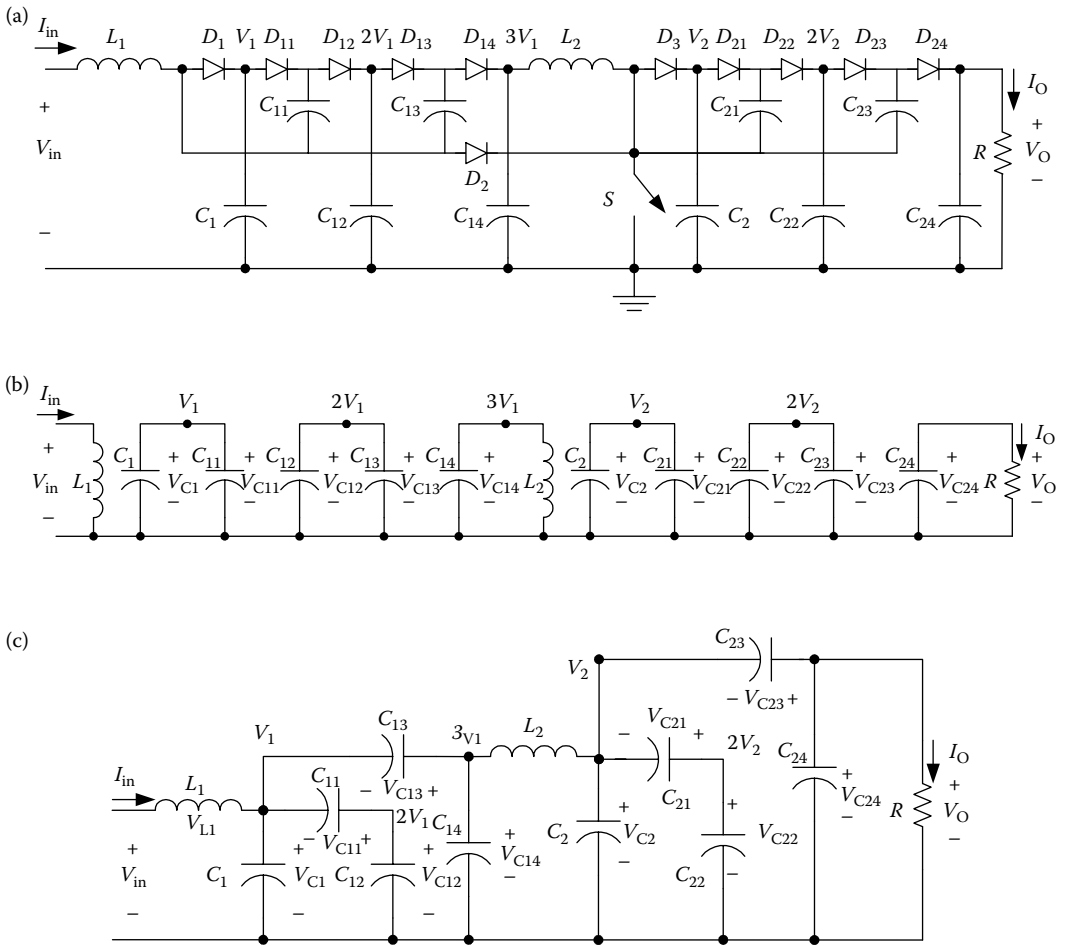 (a)
I_in L_1 D_1 V_1 D_11 D_12 2V_1 D_13 D_14 3V_1 L_2 D_3 V_2 D_21 D_22 2V_2 D_23 D_24
+ C_11 C_13 C_21 C_23 I_O
V_in D_2 R + V_O −
− C_1 C_12 C_14 S C_2 C_22 C_24
(b)
I_in V_1 2V_1 3V_1 V_2 2V_2 I_O
+ C_1 + C_11 + C_12 + C_13 + C_14 + C_2 + C_21 + C_22 + C_23 + C_24 + +
V_in L_1 V_C1 V_C11 V_C12 V_C13 V_C14 L_2 V_C2 V_C21 V_C22 V_C23 V_C24 R V_O
− − − − − − − − − − − −
(c)
C_23
V_2
− V_C23 +
V_1 C_13 3_V1 L_2 − V_C21 + 2V_2 C_24 I_O
I_in L_1 C_11 − V_C13 + − C_21 + + V_C24 − R + V_O −
V_L1 − V_C11 + 2V_1 C_14 + V_C14 − C_2 + V_C2 − C_22 V_C22 −
+ V_in − C_1 + V_C1 − C_12 + V_C12 −